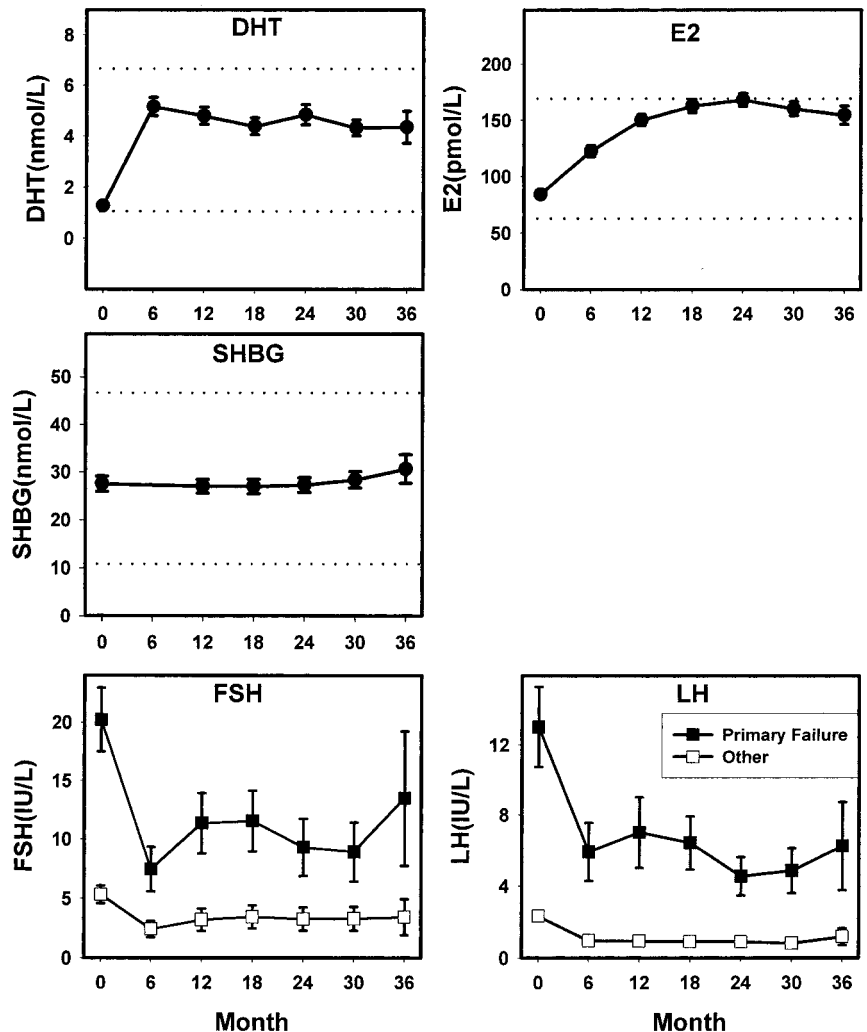 DHT
DHT(nmol/L)
8
6
4
2
0
0 6 12 18 24 30 36
E2
E2(pmol/L)
200
150
100
50
0
0 6 12 18 24 30 36
SHBG
SHBG(nmol/L)
50
40
30
20
10
0
0 6 12 18 24 30 36
FSH
FSH(IU/L)
20
15
10
5
0
0 6 12 18 24 30 36
Month
LH
LH(IU/L)
Primary Failure
Other
12
8
4
0
0 6 12 18 24 30 36
Month